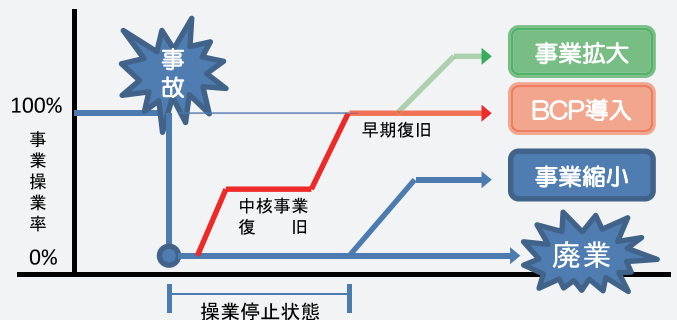 事
故
100%
事
業
操
業
率
0%
事業拡大
BCP導入
早期復旧
中核事業
復　　旧
事業縮小
廃業
操業停止状態